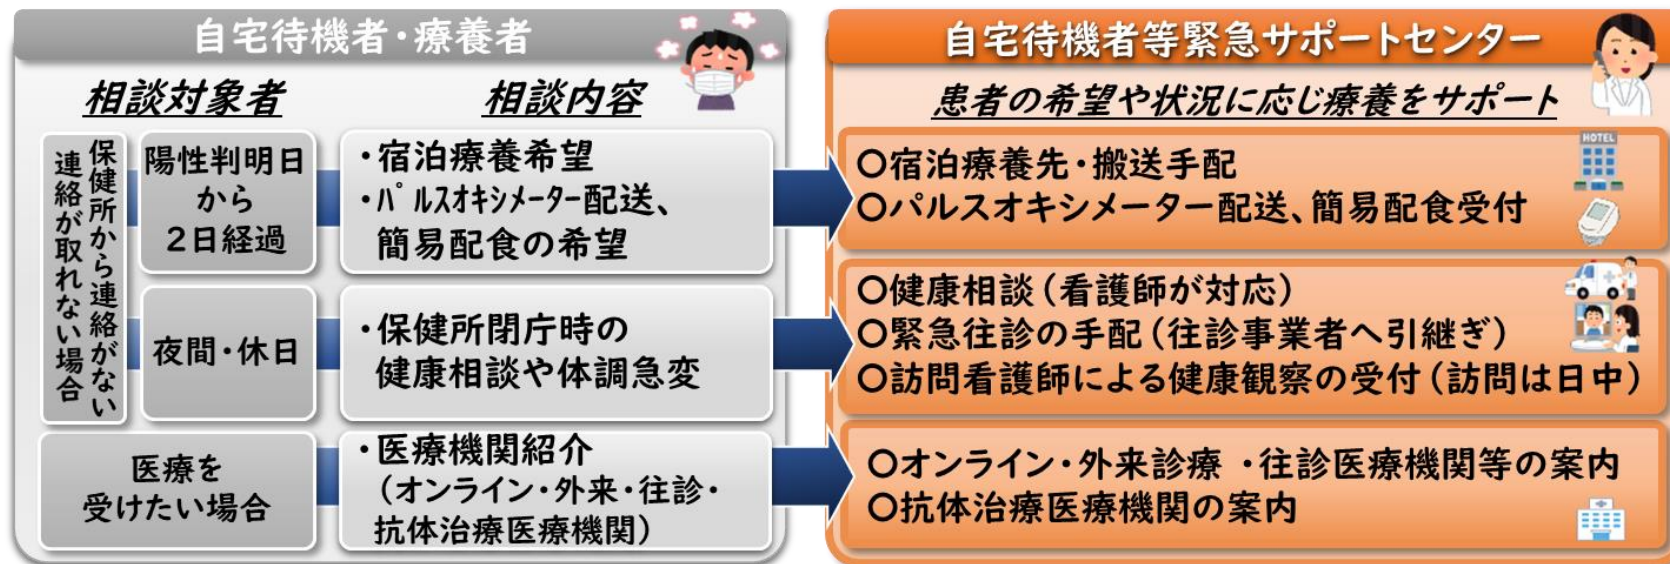 自宅待機者・療養者
相談対象者
相談内容
保健所から連絡がない
連絡が取れない場合
陽性判明日
から
2日経過
・宿泊療養希望
・パルスオキシメーター配送、
簡易配食の希望
夜間・休日
・保健所閉庁時の
健康相談や体調急変
医療を
受けたい場合
・医療機関紹介
（オンライン・外来・往診・
抗体治療医療機関）
自宅待機者等緊急サポートセンター
患者の希望や状況に応じ療養をサポート
○宿泊療養先・搬送手配
○パルスオキシメーター配送、簡易配食受付
HOTEL
○健康相談（看護師が対応）
○緊急往診の手配（往診事業者へ引継ぎ）
○訪問看護師による健康観察の受付（訪問は日中）
○オンライン・外来診療 ・往診医療機関等の案内
○抗体治療医療機関の案内